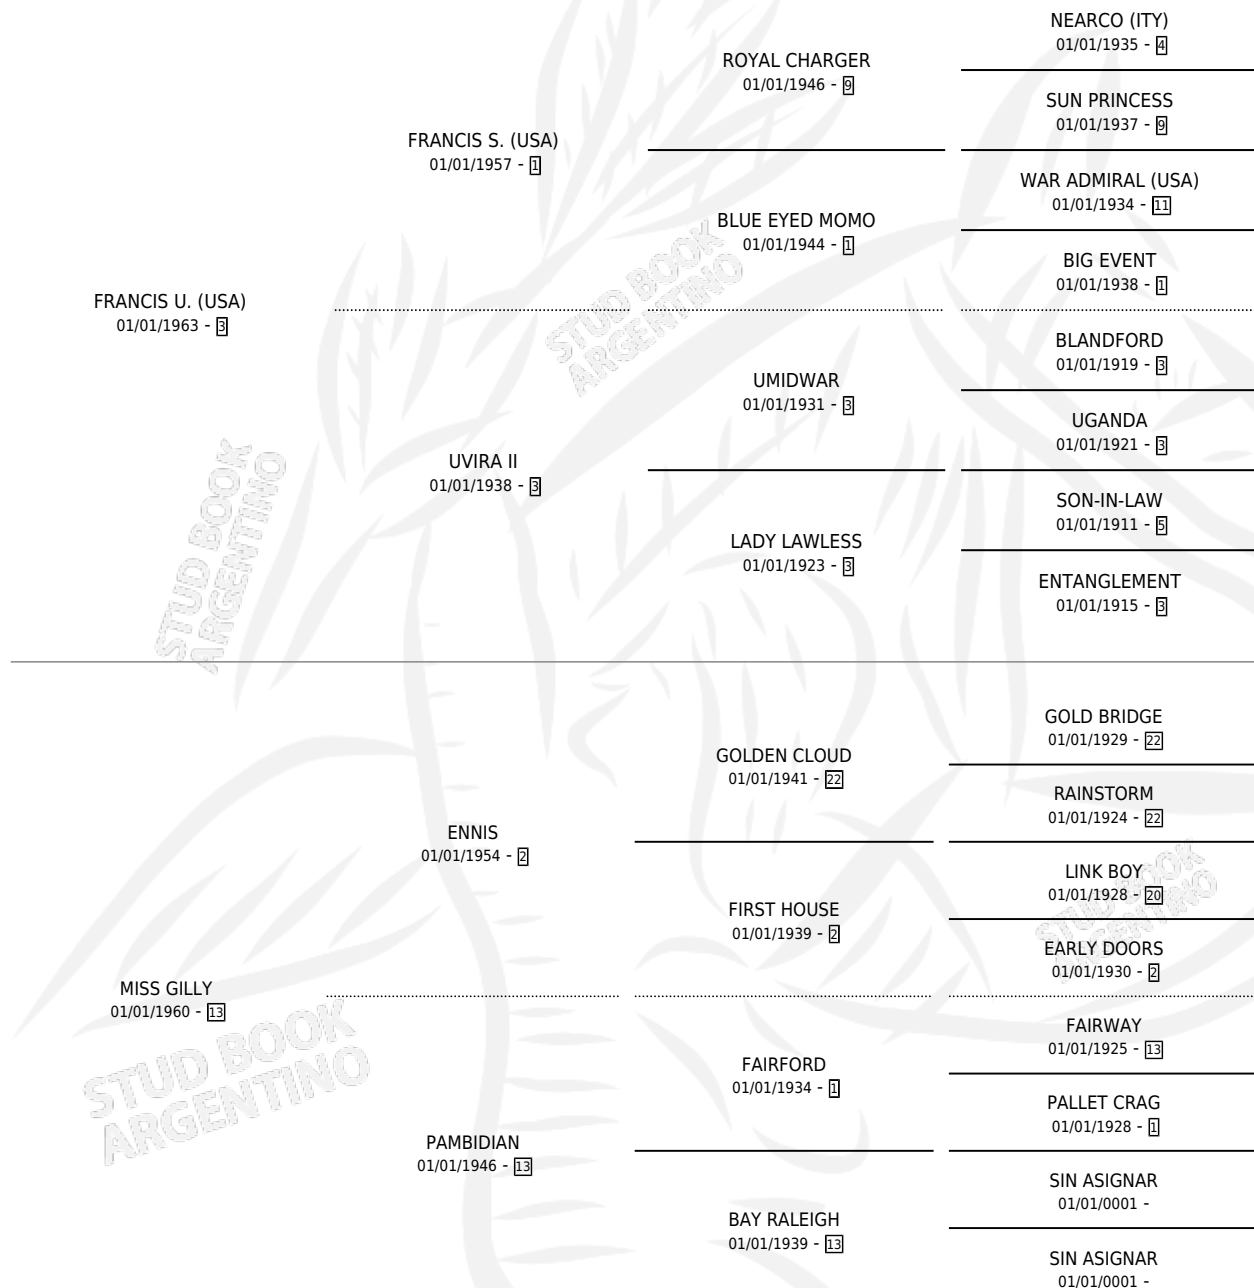 NEARCO (ITY)
01/01/1935 - 4
ROYAL CHARGER
01/01/1946 - 9
SUN PRINCESS
01/01/1937 - 9
FRANCIS S. (USA)
01/01/1957 - 1
WAR ADMIRAL (USA)
01/01/1934 - 11
BLUE EYED MOMO
01/01/1944 - 1
BIG EVENT
01/01/1938 - 1
FRANCIS U. (USA)
01/01/1963 - 3
BLANDFORD
01/01/1919 - 3
UMIDWAR
01/01/1931 - 3
UGANDA
01/01/1921 - 3
UVIRA II
01/01/1938 - 3
SON-IN-LAW
01/01/1911 - 5
LADY LAWLESS
01/01/1923 - 3
ENTANGLEMENT
01/01/1915 - 3
GOLD BRIDGE
01/01/1929 - 22
GOLDEN CLOUD
01/01/1941 - 22
RAINSTORM
01/01/1924 - 22
ENNIS
01/01/1954 - 2
LINK BOY
01/01/1928 - 20
FIRST HOUSE
01/01/1939 - 2
EARLY DOORS
01/01/1930 - 2
MISS GILLY
01/01/1960 - 13
FAIRWAY
01/01/1925 - 13
FAIRFORD
01/01/1934 - 1
PALLET CRAG
01/01/1928 - 1
PAMBIDIAN
01/01/1946 - 13
SIN ASIGNAR
01/01/0001 -
BAY RALEIGH
01/01/1939 - 13
SIN ASIGNAR
01/01/0001 -
STUD BOOK
ARGENTINO
STUD BOOK
ARGENTINO
STUD BOOK
ARGENTINO
STUD BOOK
ARGENTINO